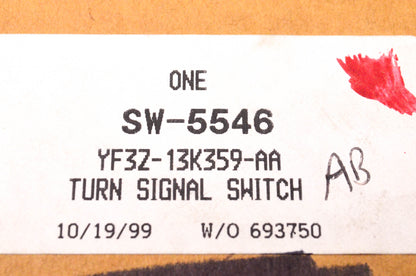 ONE
SW-5546
YF3Z-13K359-AA
AB
TURN SIGNAL SWITCH
10/19/99 W/O 693750